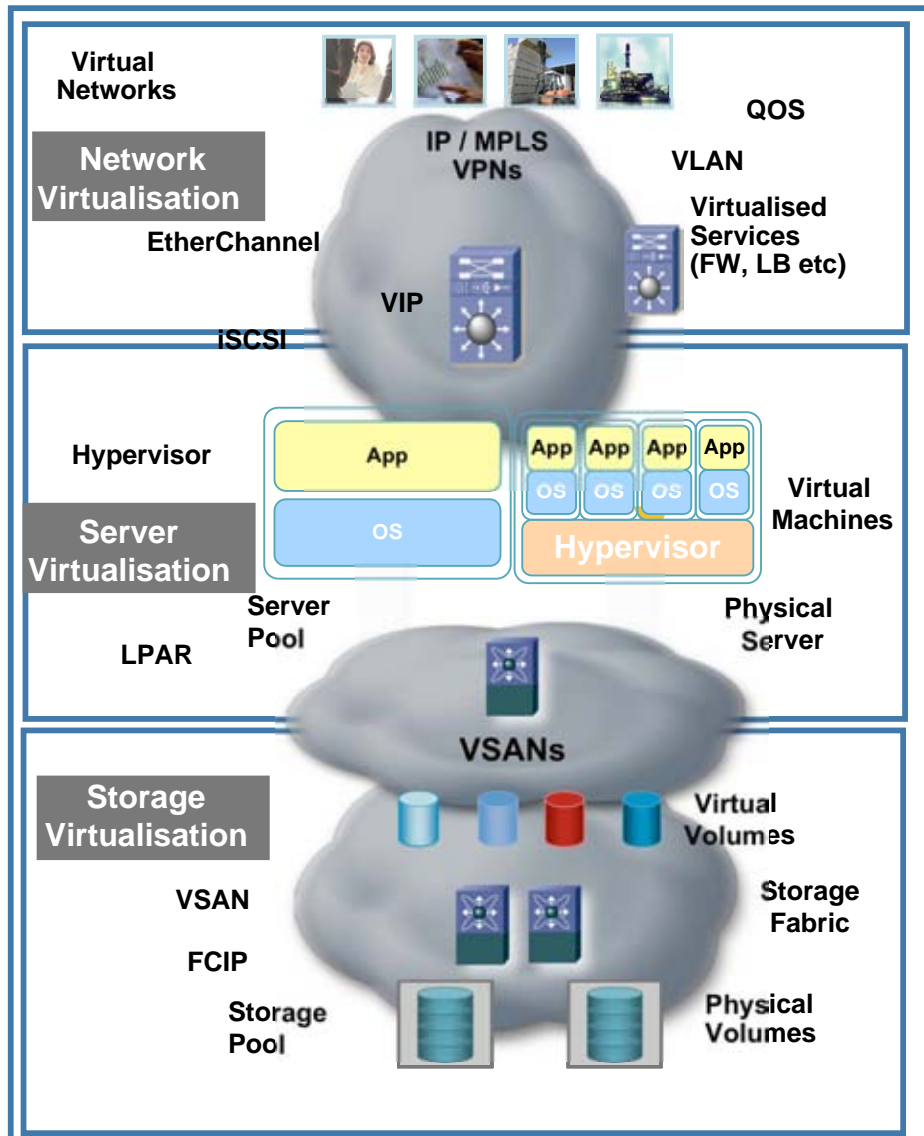 Virtual
Networks
QOS
IP / MPLS
VPNs
VLAN
Network
Virtualisation
Virtualised
Services
(FW, LB etc)
EtherChannel
VIP
iSCSI
Hypervisor
App
OS
App
App
App
App
OS
OS
OS
OS
Hypervisor
Virtual
Machines
Server
Virtualisation
Server
Pool
Physical
Server
LPAR
VSANs
Storage
Virtualisation
Virtual
Volumes
VSAN
Storage
Fabric
FCIP
Storage
Pool
Physical
Volumes